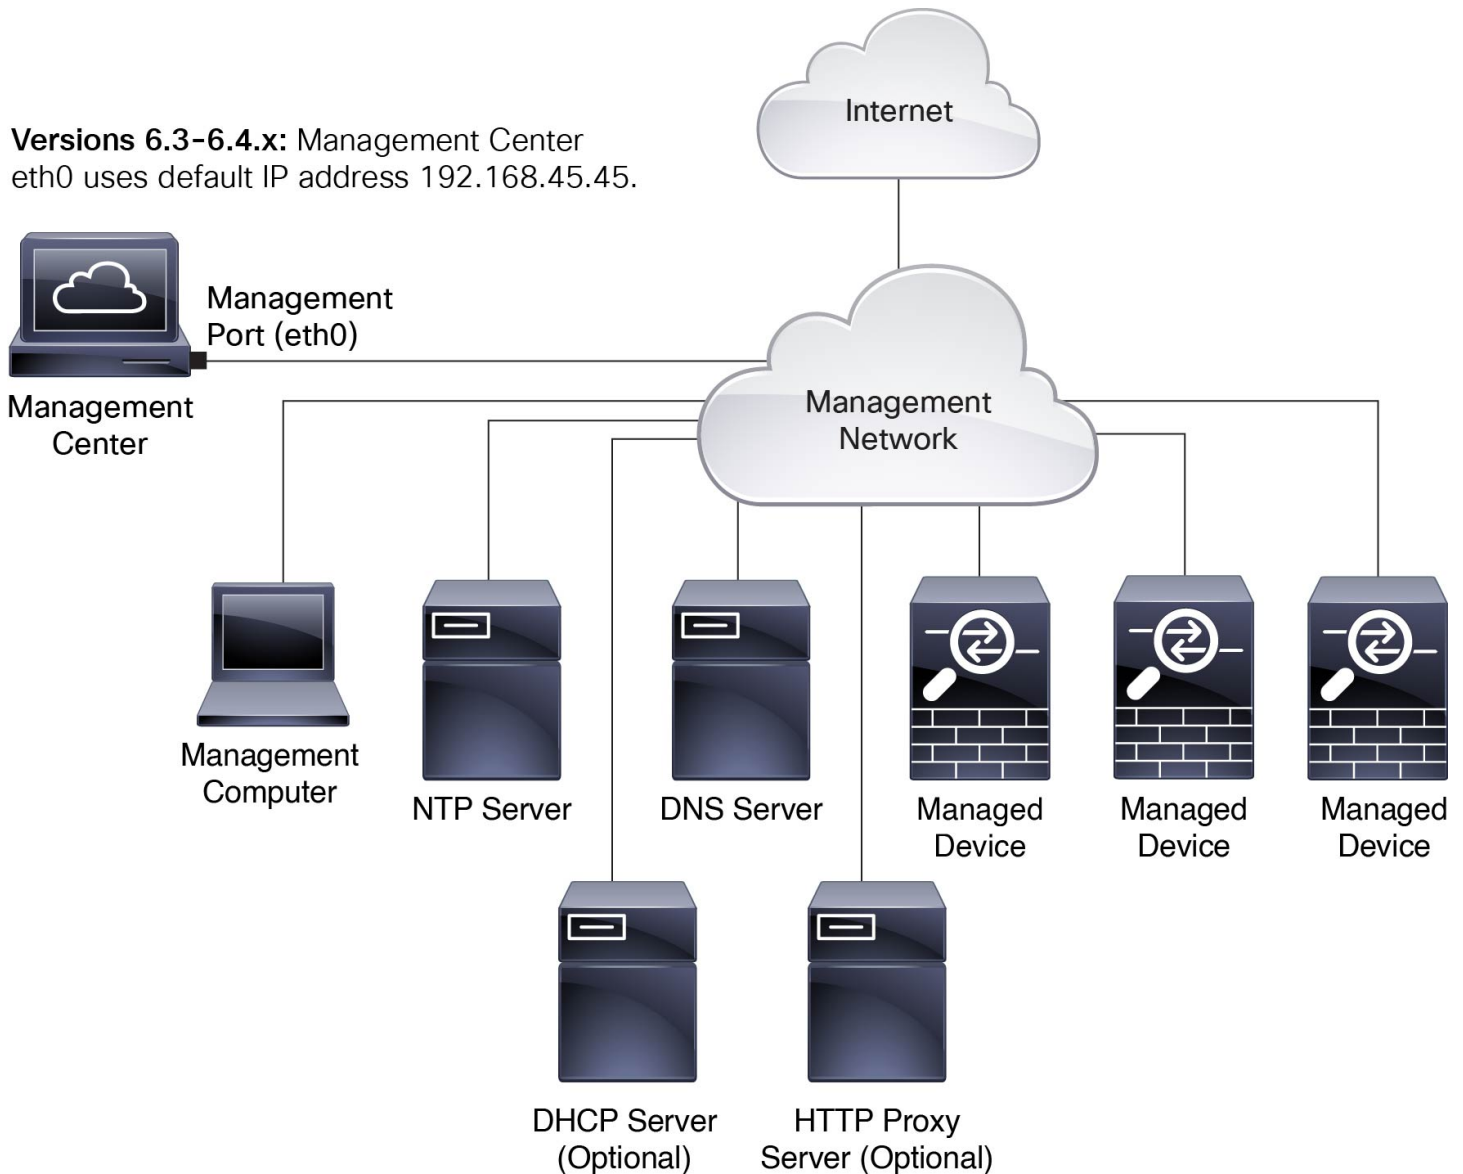 Internet
Versions 6.3-6.4.x: Management Center
eth0 uses default IP address 192.168.45.45.
Management
Port (eth0)
Management
Center
Management
Network
Management
Computer
NTP Server
DNS Server
Managed
Device
Managed
Device
Managed
Device
DHCP Server
(Optional)
HTTP Proxy
Server (Optional)